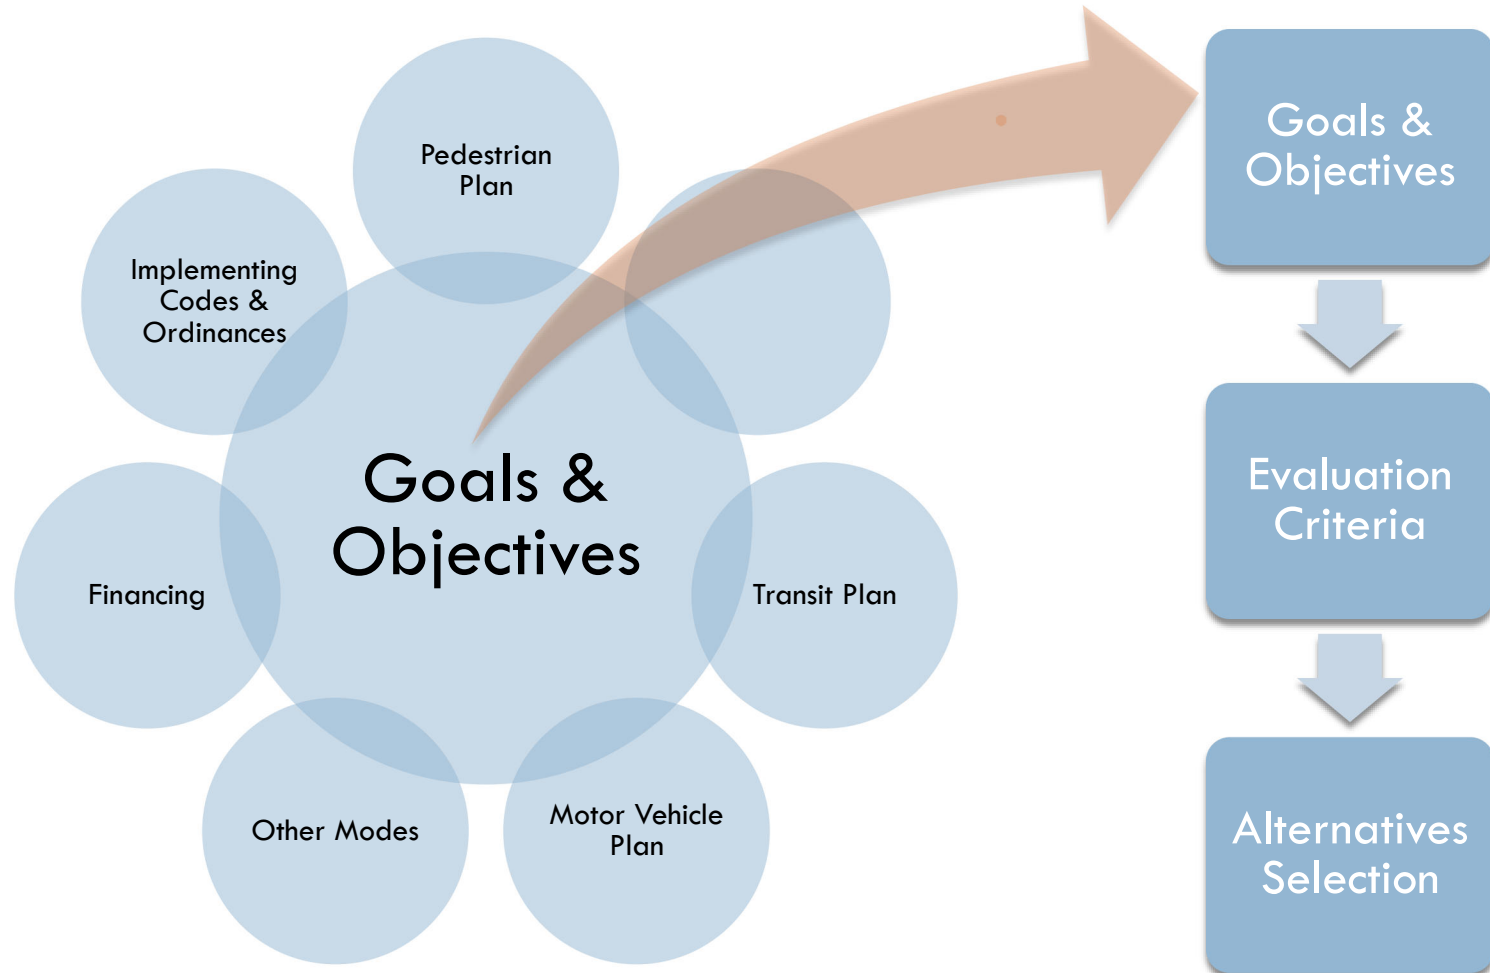 Pedestrian
Plan
Implementing
Codes &
Ordinances
Goals &
Objectives
Financing
Transit Plan
Other Modes
Motor Vehicle
Plan
Goals &
Objectives
Evaluation
Criteria
Alternatives
Selection